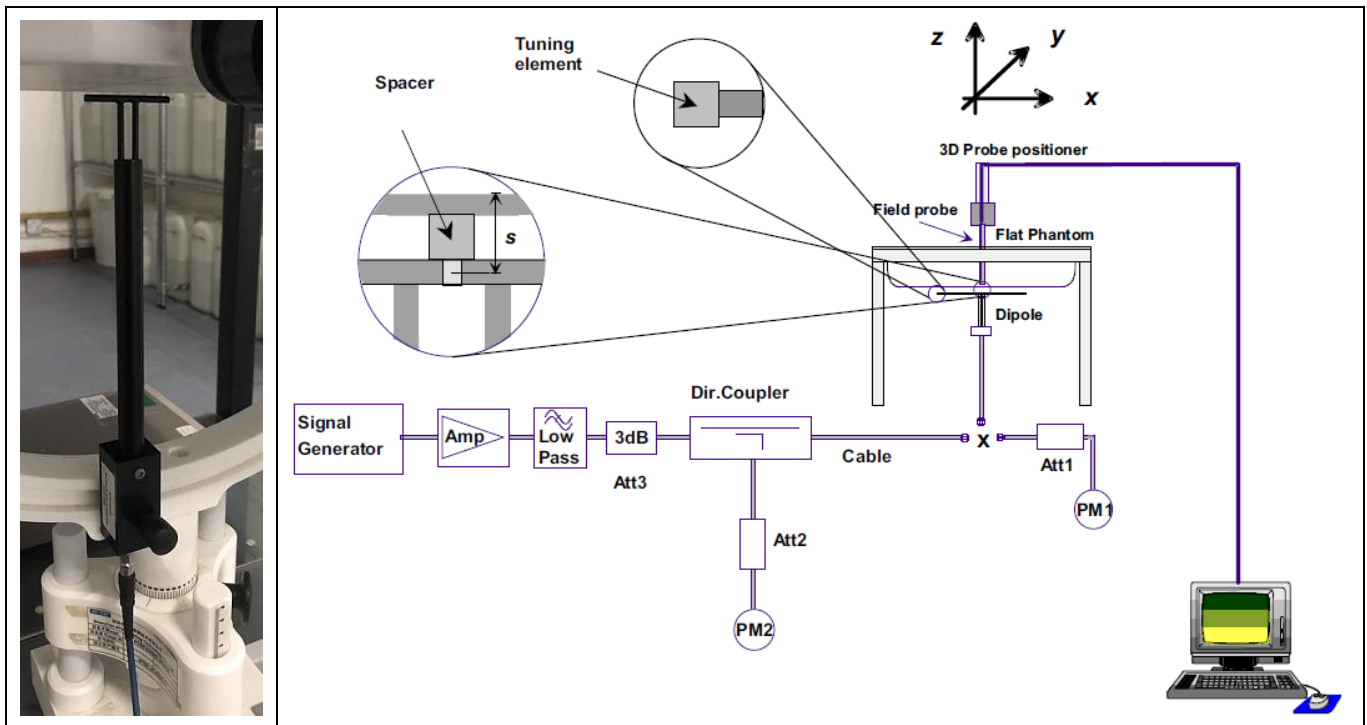 Tuning
element
Spacer
s
z
y
x
3D Probe positioner
Field probe
Flat Phantom
Dipole
Dir.Coupler
Signal
Generator
Amp
Low
Pass
3dB
Att3
Cable
x
Att1
PM1
Att2
PM2